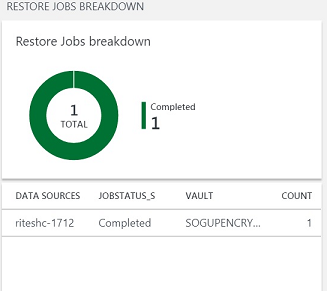 RESTORE JOBS BREAKDOWN
Restore Jobs breakdown
1
TOTAL
Completed
1
DATA SOURCES JOBSTATUS_S VAULT COUNT
riteshc-1712 Completed SOGUPENCRY... 1